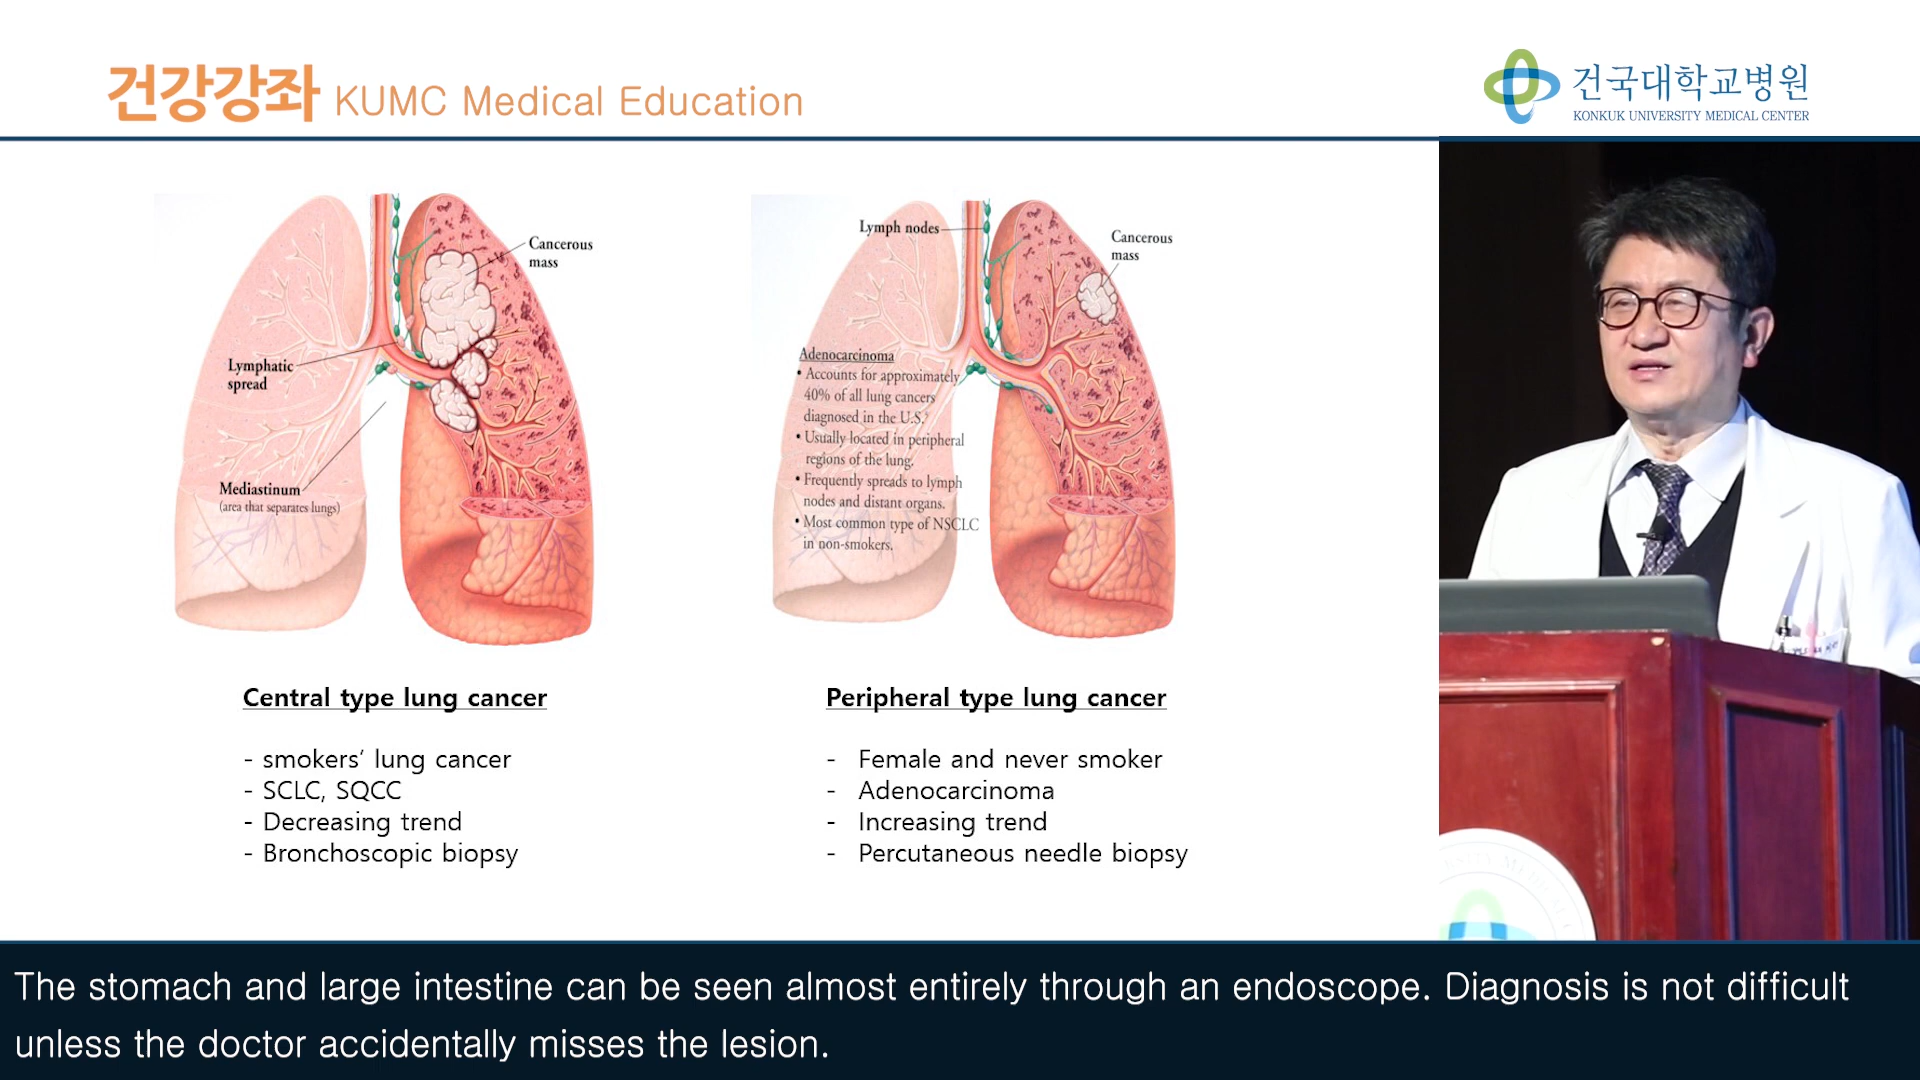 건강강좌 KUMC Medical Education
건국대학교병원
KONKUK UNIVERSITY MEDICAL CENTER
Cancerous
mass
Lymphatic
spread
Mediastinum
(area that separates lungs)
Lymph nodes
Cancerous
mass
Adenocarcinoma
• Accounts for approximately
40% of all lung cancers
diagnosed in the U.S.
• Usually located in peripheral
regions of the lung.
• Frequently spreads to lymph
nodes and distant organs.
• Most common type of NSCLC
in non-smokers.
Central type lung cancer
- smokers’ lung cancer
- SCLC, SQCC
- Decreasing trend
- Bronchoscopic biopsy
Peripheral type lung cancer
- Female and never smoker
- Adenocarcinoma
- Increasing trend
- Percutaneous needle biopsy
The stomach and large intestine can be seen almost entirely through an endoscope. Diagnosis is not difficult
unless the doctor accidentally misses the lesion.